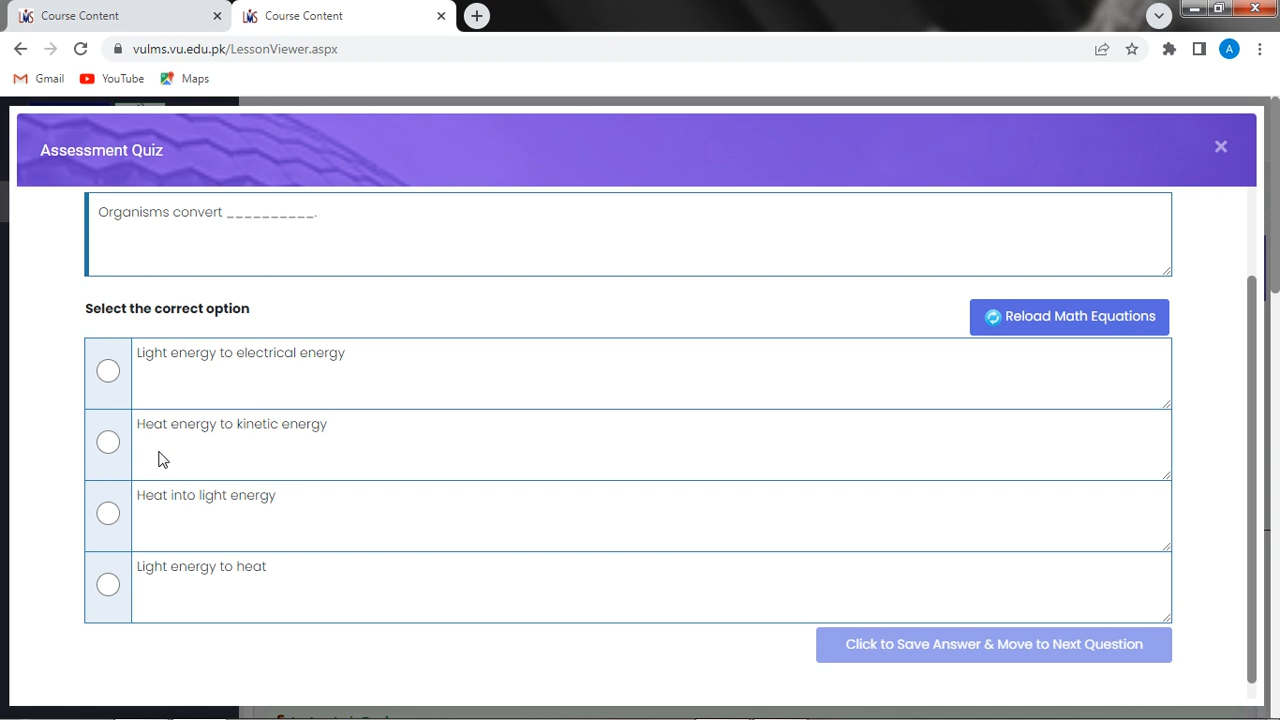 Course Content
Course Content
vulms.vu.edu.pk/LessonViewer.aspx
A
Gmail
YouTube
Maps
Assessment Quiz
Organisms convert __________.
Select the correct option
Reload Math Equations
Light energy to electrical energy
Heat energy to kinetic energy
Heat into light energy
Light energy to heat
Click to Save Answer & Move to Next Question